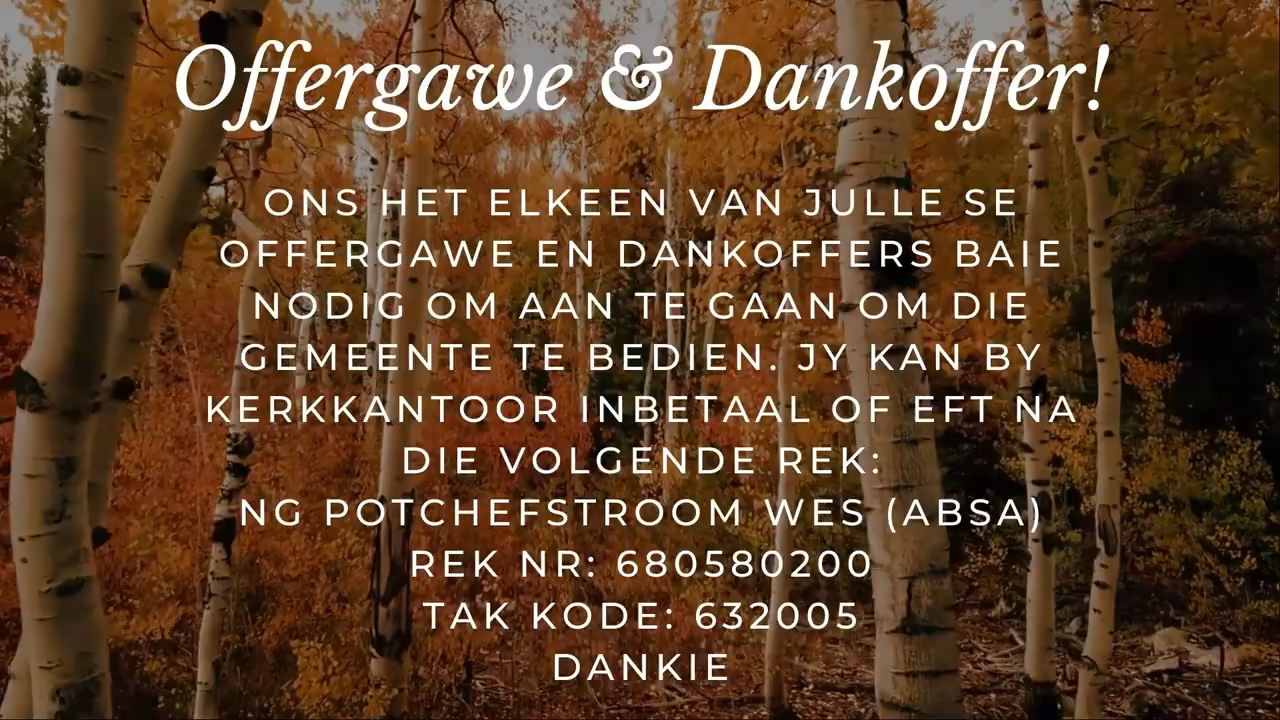 Offergawe & Dankoffer!
ONS HET ELKEEN VAN JULLE SE
OFFERGAWE EN DANKOFFERS BAIE
NODIG OM AAN TE GAAN OM DIE
GEMEENTE TE BEDIEN. JY KAN BY
KERKKANTOOR INBETAAL OF EFT NA
DIE VOLGENDE REK:
NG POTCHEFSTROOM WES (ABSA)
REK NR: 680580200
TAK KODE: 632005
DANKIE